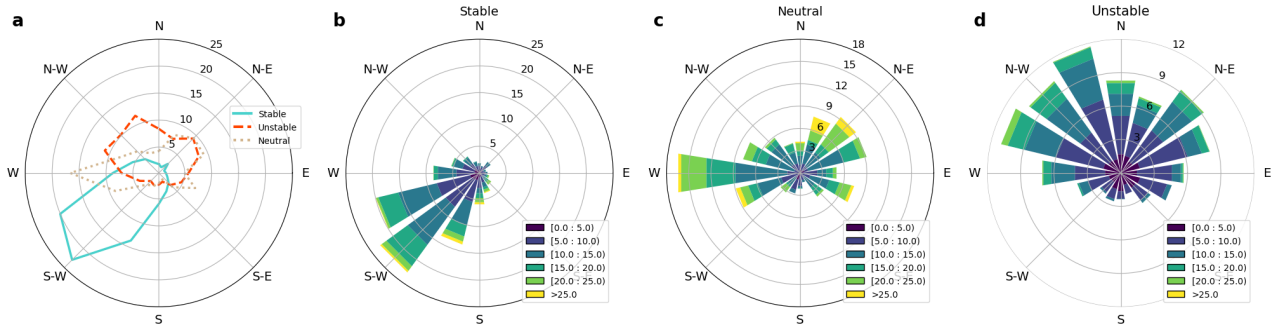 a
N
N-E
E
S-E
S
S-W
W
N-W
5
10
15
20
25
Stable
Unstable
Neutral
b
Stable
N
N-E
E
S-E
S
S-W
W
N-W
5
10
15
20
25
[0.0 : 5.0)
[5.0 : 10.0)
[10.0 : 15.0)
[15.0 : 20.0)
[20.0 : 25.0)
>25.0
c
Neutral
N
N-E
E
S-E
S
S-W
W
N-W
3
6
9
12
15
18
[0.0 : 5.0)
[5.0 : 10.0)
[10.0 : 15.0)
[15.0 : 20.0)
[20.0 : 25.0)
>25.0
d
Unstable
N
N-E
E
S-E
S
S-W
W
N-W
3
6
9
12
[0.0 : 5.0)
[5.0 : 10.0)
[10.0 : 15.0)
[15.0 : 20.0)
[20.0 : 25.0)
>25.0